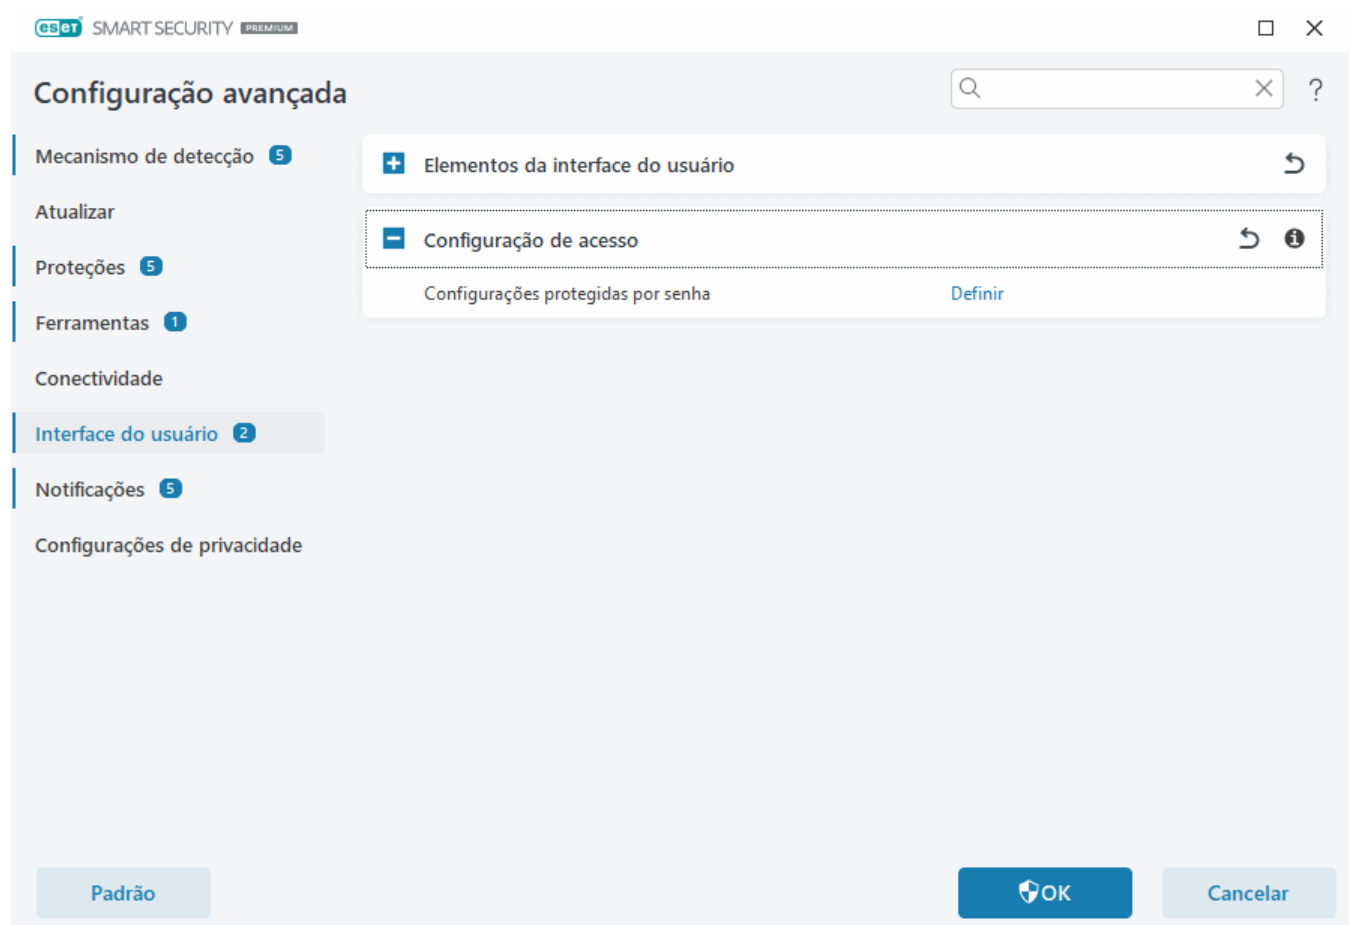 eseT SMART SECURITY PREMIUM
Configuração avançada
?
Mecanismo de detecção 5
Atualizar
Proteções 5
Ferramentas 1
Conectividade
Interface do usuário 2
Notificações 5
Configurações de privacidade
Elementos da interface do usuário
Configuração de acesso
Configurações protegidas por senha Definir
Padrão
OK
Cancelar